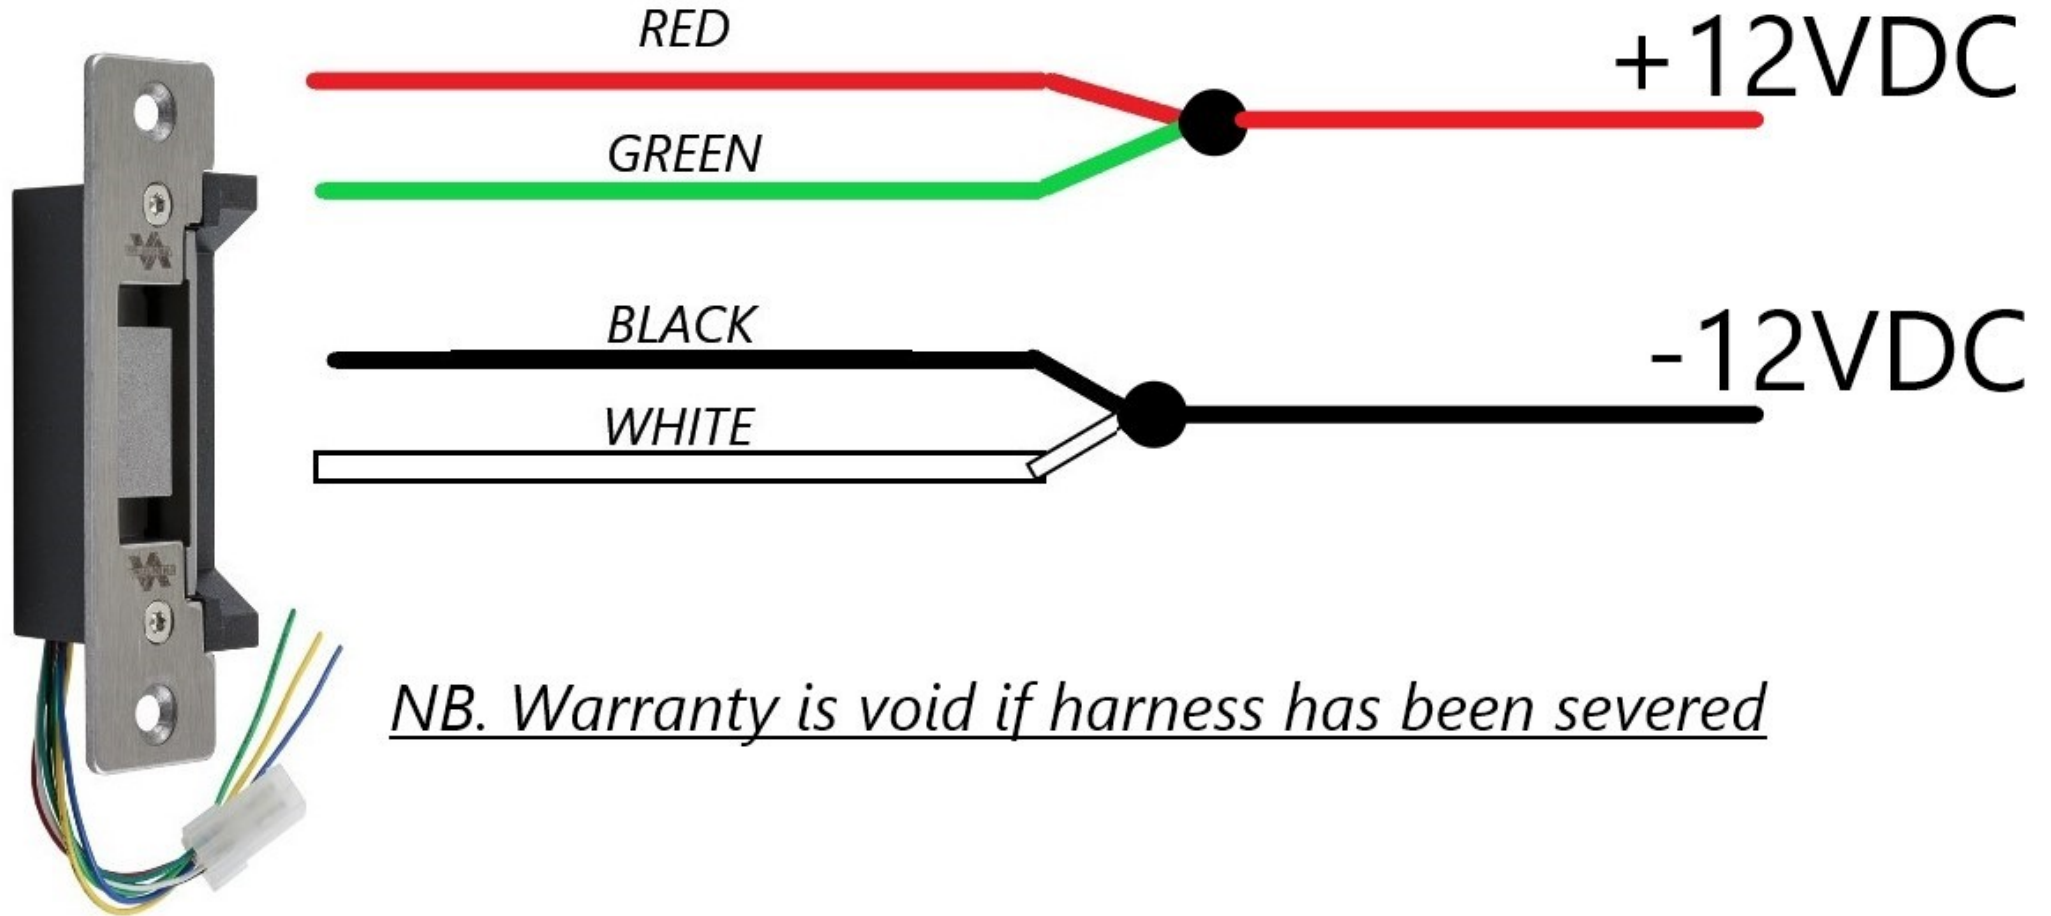 RED
+12VDC
GREEN
BLACK
-12VDC
WHITE
NB. Warranty is void if harness has been severed